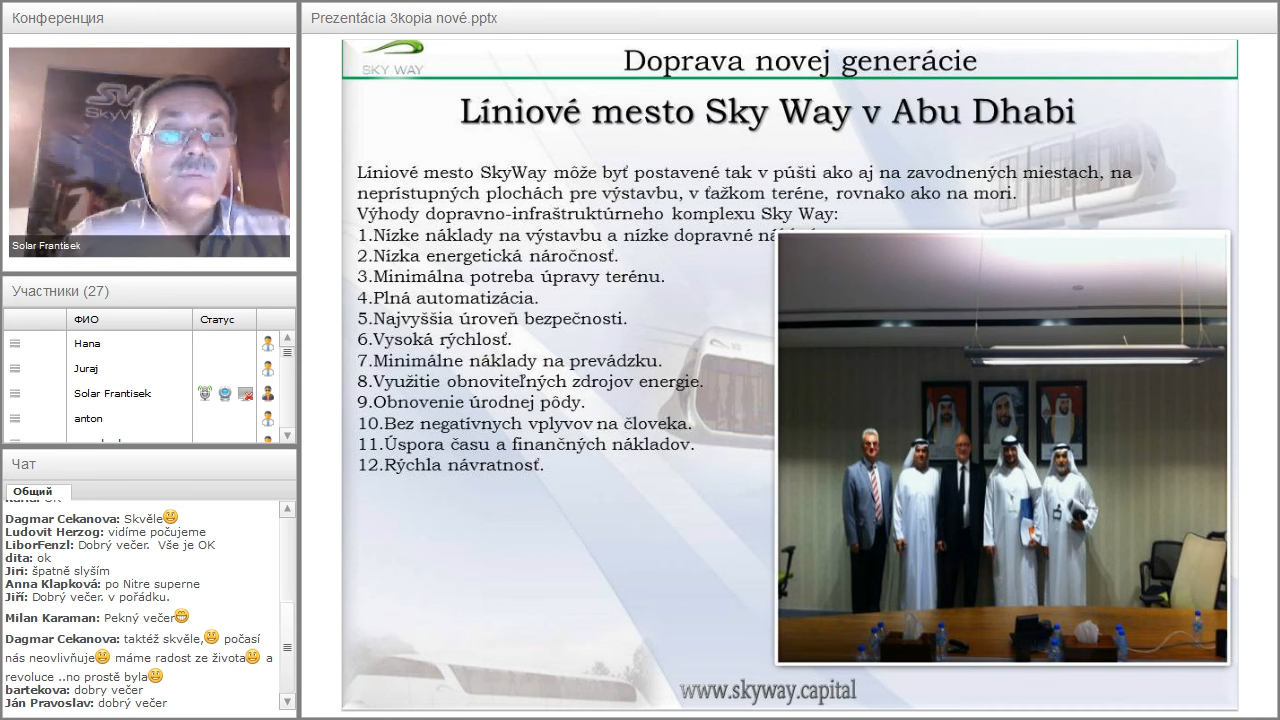 Конференция
SkyW
Solar Frantisek
Участники (27)
ФИО
Статус
Hana
Juraj
Solar Frantisek
anton
Чат
Общий
Dagmar Cekanova: Skvěle
Ludovit Herzog: vidíme počujeme
LiborFenzl: Dobrý večer.  Vše je OK
dita: ok
Jiri: špatně slyším
Anna Klapková: po Nitre superne
Jiří: Dobrý večer. v pořádku.
Milan Karaman: Pekný večer
Dagmar Cekanova: taktéž skvěle, počasí
nás neovlivňuje máme radost ze života a
revoluce ..no prostě byla
bartekova: dobry večer
Ján Pravoslav: dobrý večer
Prezentácia 3kopia nové.pptx
SKY WAY
Doprava novej generácie
Líniové mesto Sky Way v Abu Dhabi
Líniové mesto SkyWay môže byť postavené tak v púšti ako aj na zavodnených miestach, na
neprístupných plochách pre výstavbu, v ťažkom teréne, rovnako ako na mori.
Výhody dopravno-infraštruktúrneho komplexu Sky Way:
1.Nízke náklady na výstavbu a nízke dopravné
2.Nízka energetická náročnosť.
3.Minimálna potreba úpravy terénu.
4.Plná automatizácia.
5.Najvyššia úroveň bezpečnosti.
6.Vysoká rýchlosť.
7.Minimálne náklady na prevádzku.
8.Využitie obnoviteľných zdrojov energie.
9.Obnovenie úrodnej pôdy.
10.Bez negatívnych vplyvov na človeka.
11.Úspora času a finančných nákladov.
12.Rýchla návratnosť.
www.skyway.capital